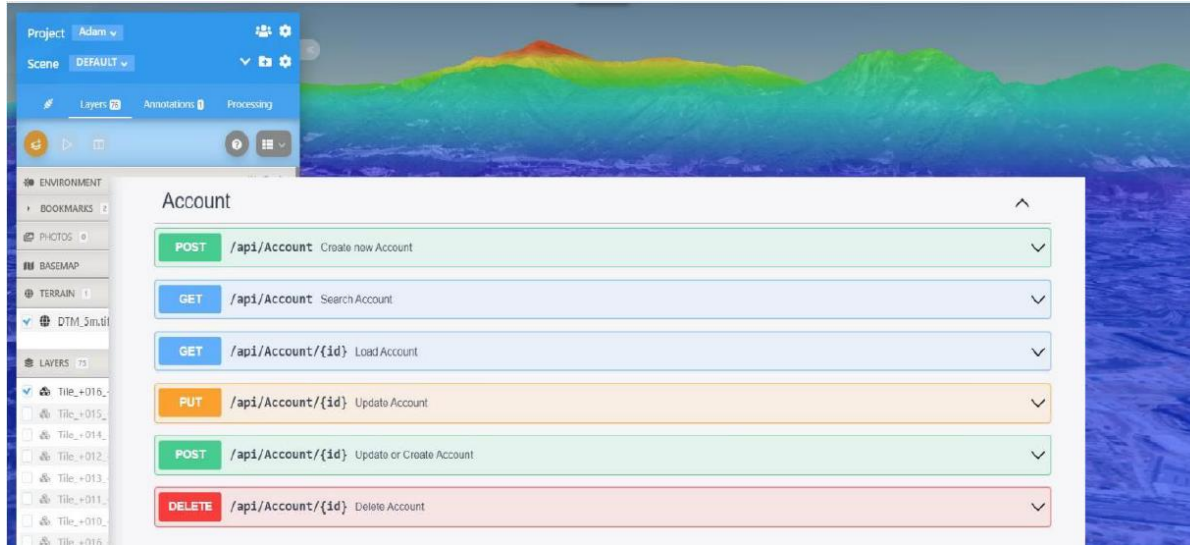 Project Adam
Scene DEFAULT
Layers 76 Annotations 1 Processing
ENVIRONMENT
BOOKMARKS 2
PHOTOS 0
BASEMAP
TERRAIN 1
DTM_5m.tif
LAYERS 75
Tile_+016_
Tile_+015_
Tile_+014_
Tile_+012_
Tile_+013_
Tile_+011_
Tile_+010_
Tile_+016
Account
POST /api/Account Create new Account
GET /api/Account Search Account
GET /api/Account/{id} Load Account
PUT /api/Account/{id} Update Account
POST /api/Account/{id} Update or Create Account
DELETE /api/Account/{id} Delete Account